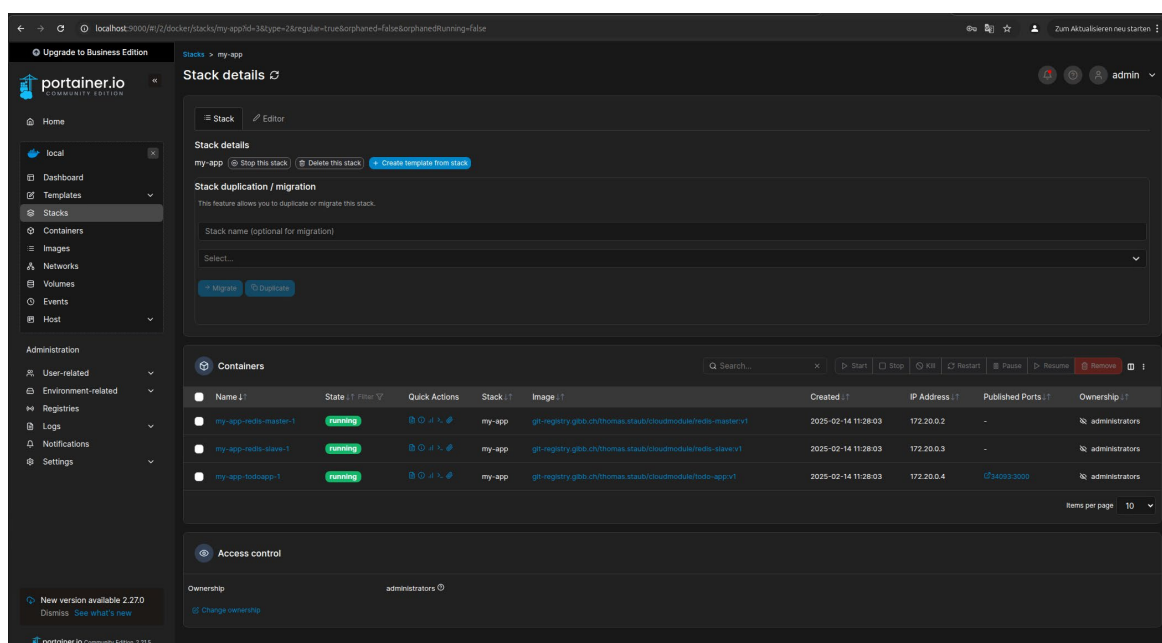 localhost:9000/#!/2/docker/stacks/my-app?id=3&type=2&regular=true&orphaned=false&orphanedRunning=false
Zum Aktualisieren neu starten
Upgrade to Business Edition
portainer.io
COMMUNITY EDITION
Home
local
Dashboard
Templates
Stacks
Containers
Images
Networks
Volumes
Events
Host
Administration
User-related
Environment-related
Registries
Logs
Notifications
Settings
New version available 2.27.0
Dismiss See what's new
portainer.io Community Edition 2.21.5
Stacks > my-app
Stack details
admin
Stack Editor
Stack details
my-app Stop this stack Delete this stack + Create template from stack
Stack duplication / migration
This feature allows you to duplicate or migrate this stack.
Stack name (optional for migration)
Select...
Migrate Duplicate
Containers Search... Start Stop Kill Restart Pause Resume Remove
Name State Filter Quick Actions Stack Image Created IP Address Published Ports Ownership
my-app-redis-master-1 running my-app git-registry.gibb.ch/thomas.staub/cloudmodule/redis-master:v1 2025-02-14 11:28:03 172.20.0.2 - administrators
my-app-redis-slave-1 running my-app git-registry.gibb.ch/thomas.staub/cloudmodule/redis-slave:v1 2025-02-14 11:28:03 172.20.0.3 - administrators
my-app-todoapp-1 running my-app git-registry.gibb.ch/thomas.staub/cloudmodule/todo-app:v1 2025-02-14 11:28:03 172.20.0.4 34093:3000 administrators
Items per page 10
Access control
Ownership administrators
Change ownership